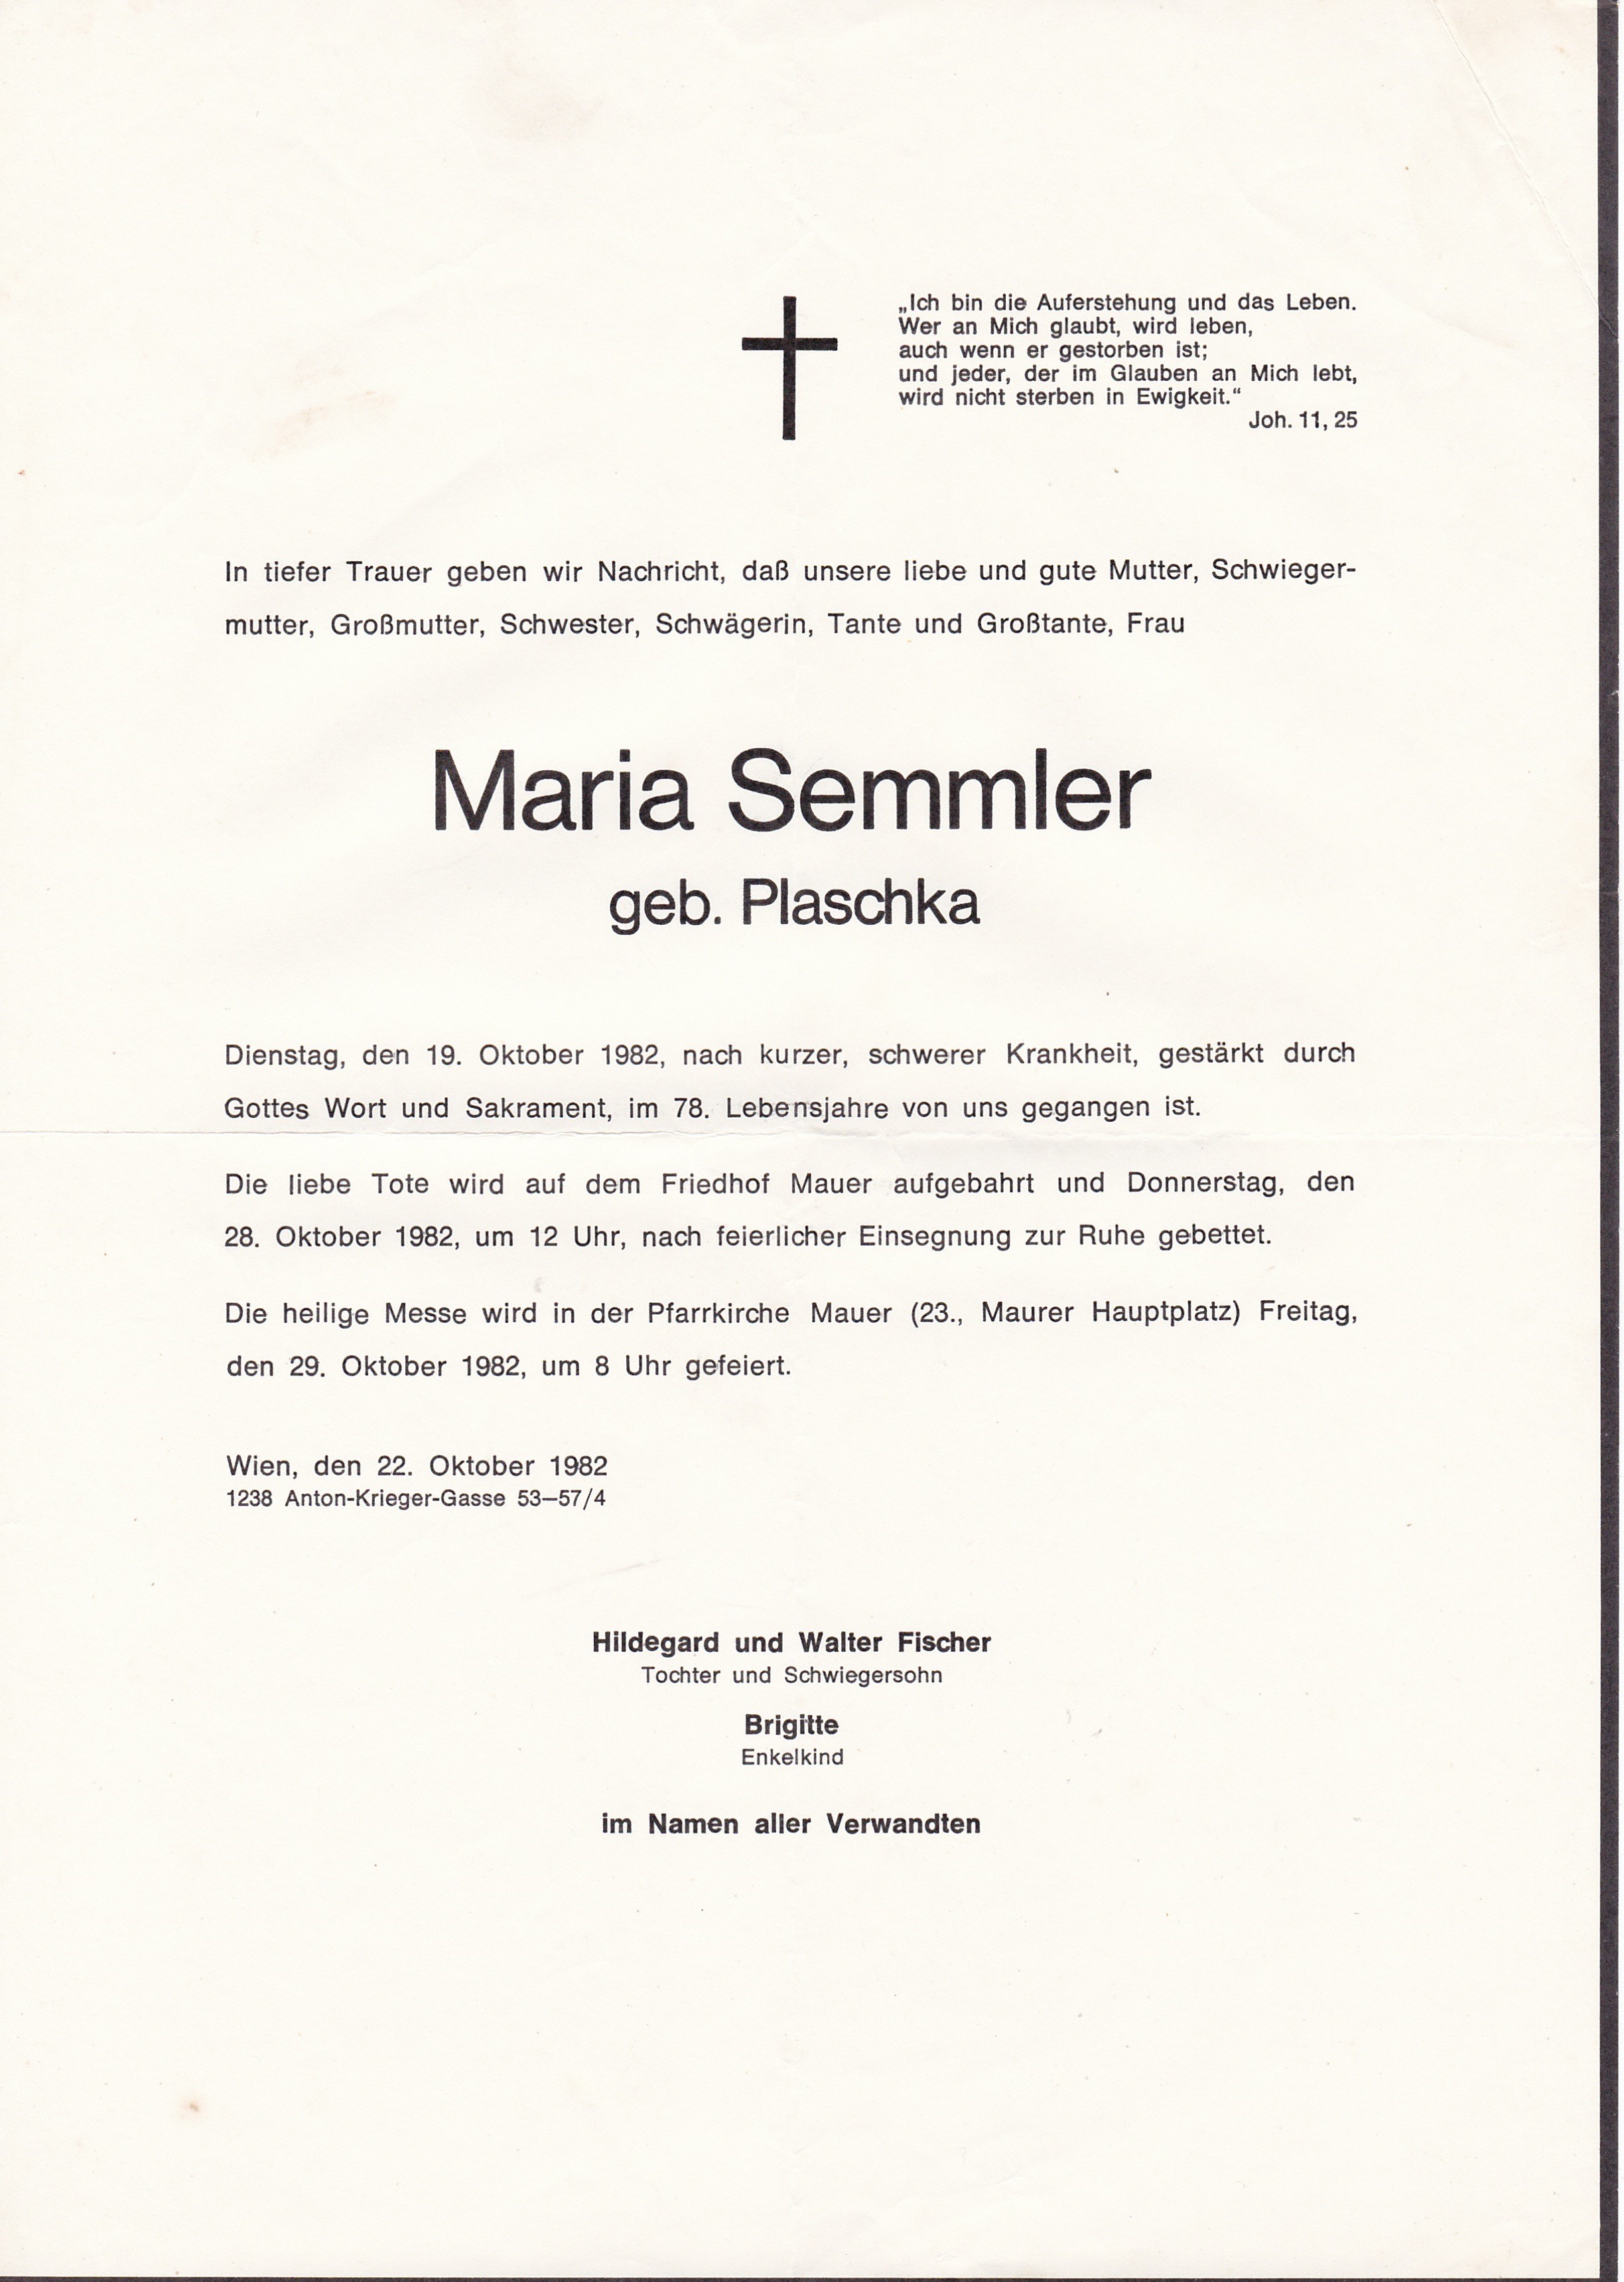 „Ich bin die Auferstehung und das Leben.
Wer an Mich glaubt, wird leben,
auch wenn er gestorben ist;
und jeder, der im Glauben an Mich lebt,
wird nicht sterben in Ewigkeit.“
Joh. 11, 25
In tiefer Trauer geben wir Nachricht, daß unsere liebe und gute Mutter, Schwieger-
mutter, Großmutter, Schwester, Schwägerin, Tante und Großtante, Frau
Maria Semmler
geb. Plaschka
Dienstag, den 19. Oktober 1982, nach kurzer, schwerer Krankheit, gestärkt durch
Gottes Wort und Sakrament, im 78. Lebensjahre von uns gegangen ist.
Die liebe Tote wird auf dem Friedhof Mauer aufgebahrt und Donnerstag, den
28. Oktober 1982, um 12 Uhr, nach feierlicher Einsegnung zur Ruhe gebettet.
Die heilige Messe wird in der Pfarrkirche Mauer (23., Maurer Hauptplatz) Freitag,
den 29. Oktober 1982, um 8 Uhr gefeiert.
Wien, den 22. Oktober 1982
1238 Anton-Krieger-Gasse 53—57/4
Hildegard und Walter Fischer
Tochter und Schwiegersohn
Brigitte
Enkelkind
im Namen aller Verwandten